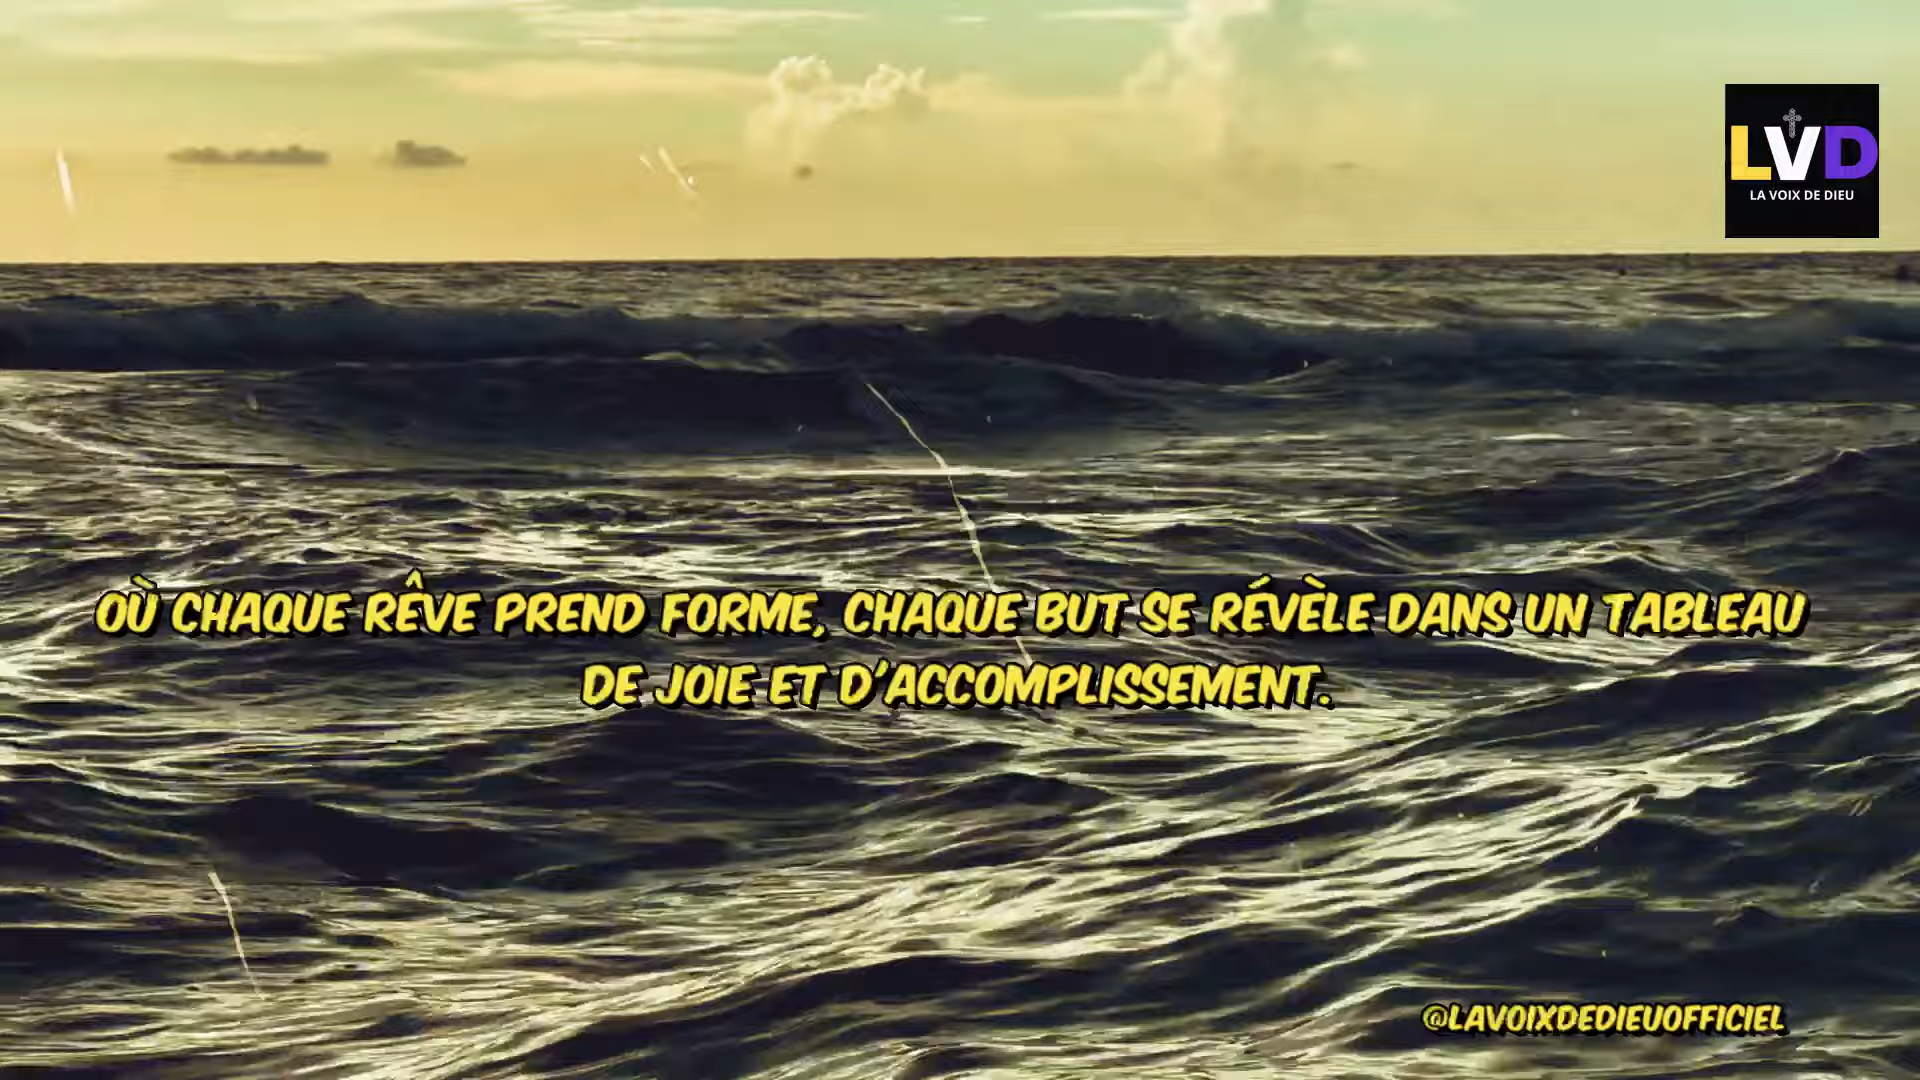 LVD
LA VOIX DE DIEU
OÙ CHAQUE RÊVE PREND FORME, CHAQUE BUT SE RÉVÈLE DANS UN TABLEAU
DE JOIE ET D'ACCOMPLISSEMENT.
@LAVOIXDEDIEUOFFICIEL